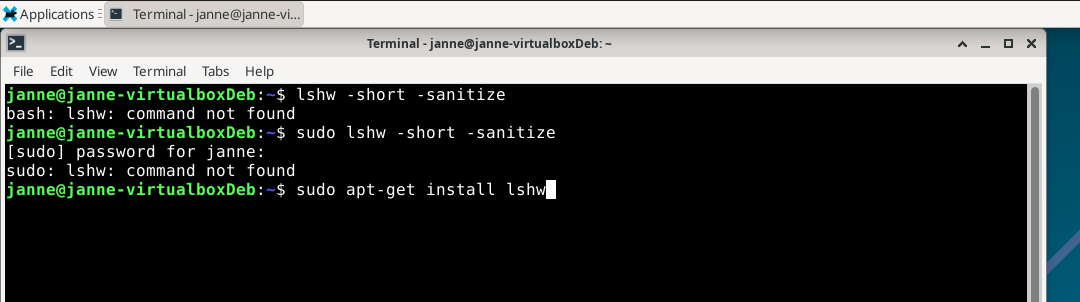 Applications
Terminal - janne@janne-vi...
Terminal - janne@janne-virtualboxDeb: ~
File Edit View Terminal Tabs Help
janne@janne-virtualboxDeb:~$ lshw -short -sanitize
bash: lshw: command not found
janne@janne-virtualboxDeb:~$ sudo lshw -short -sanitize
[sudo] password for janne:
sudo: lshw: command not found
janne@janne-virtualboxDeb:~$ sudo apt-get install lshw